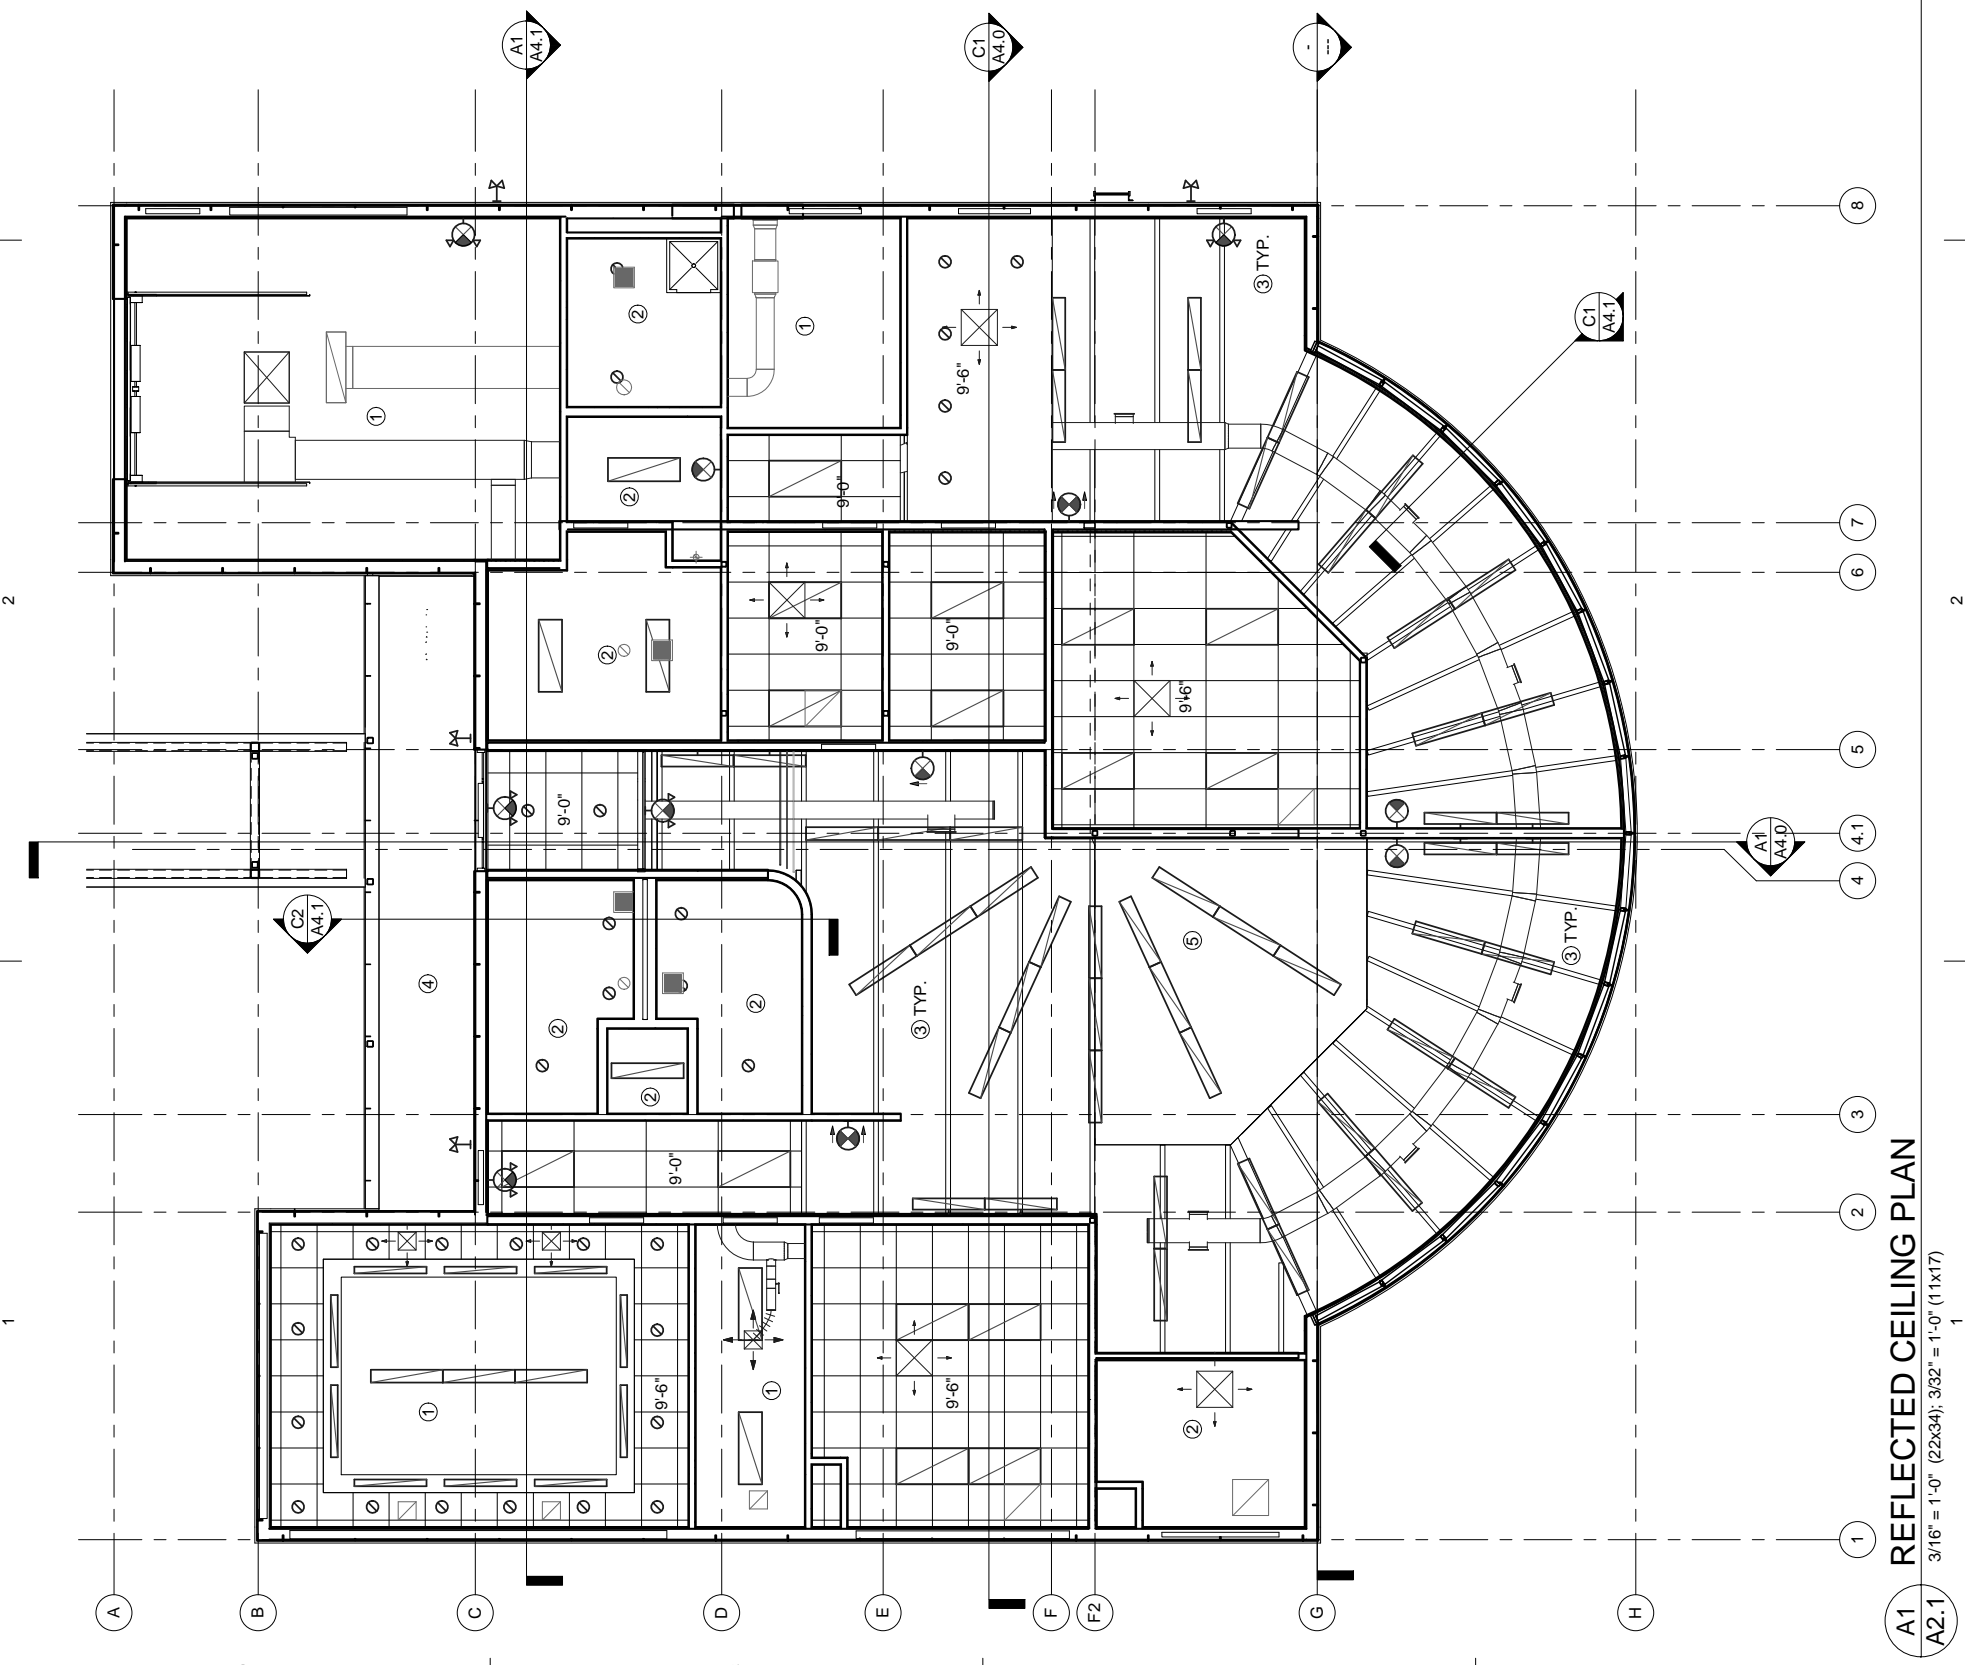 A1
A4.1
C1
A4.0
-
---
8
3 TYP.
2
1
1
C1
A4.1
9'-6"
2
9'-0"
7
6
2
2
2
9'-0"
9'-0"
9'-6"
5
9'-0"
4.1
A1
A4.0
4
C2
A4.1
3 TYP.
5
4
3 TYP.
2
2
2
3
9'-0"
2
1
1
9'-6"
1
1
9'-6"
2
1
A
B
C
D
E
F
F2
G
H
A1
A2.1
REFLECTED CEILING PLAN
3/16" = 1'-0" (22x34); 3/32" = 1'-0" (11x17)